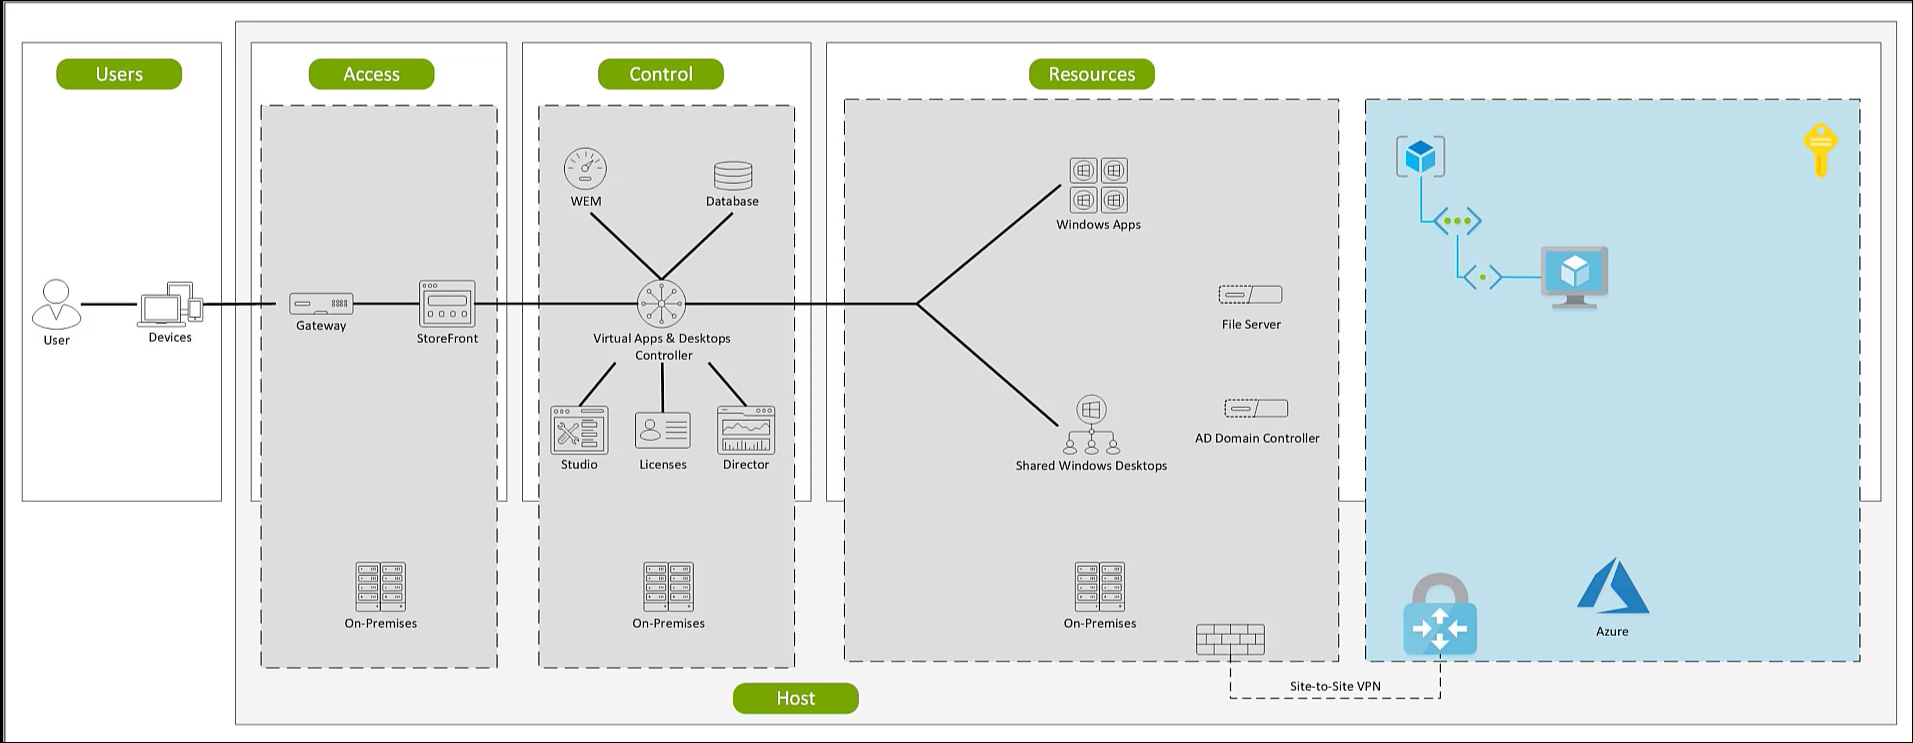 Users
Access
Control
Resources
WEM
Database
Windows Apps
User
Devices
Gateway
StoreFront
Virtual Apps & Desktops
Controller
File Server
Studio
Licenses
Director
Shared Windows Desktops
AD Domain Controller
On-Premises
On-Premises
On-Premises
Azure
Site-to-Site VPN
Host